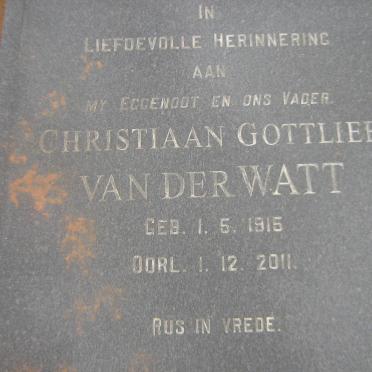 IN
LIEFDEVOLLE HERINNERING
AAN
MY EGGENOOT EN ONS VADER.
CHRISTIAAN GOTTLIEB
VAN DER WATT
GEB. 1. 5. 1915
OORL. 1. 12. 2011.
RUS IN VREDE.